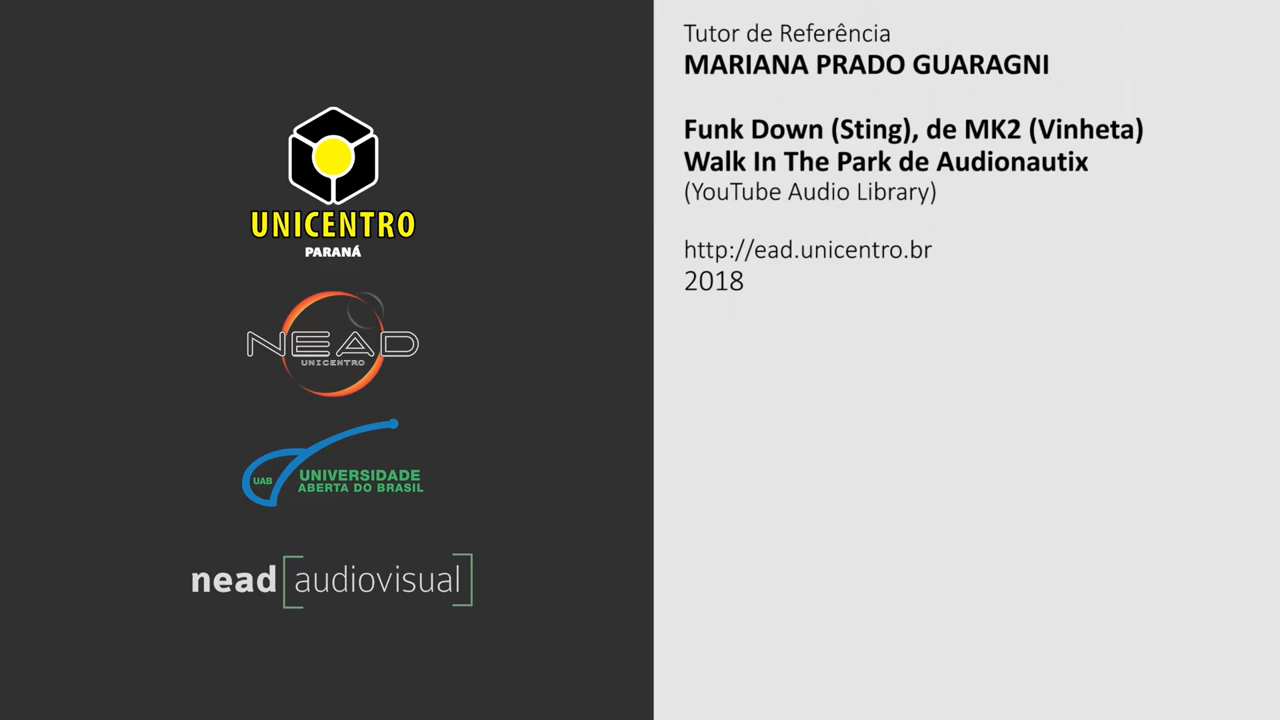 UNICENTRO
PARANÁ
NEAD
UNICENTRO
UAB
UNIVERSIDADE
ABERTA DO BRASIL
nead[audiovisual]
Tutor de Referência
MARIANA PRADO GUARAGNI
Funk Down (Sting), de MK2 (Vinheta)
Walk In The Park de Audionautix
(YouTube Audio Library)
http://ead.unicentro.br
2018